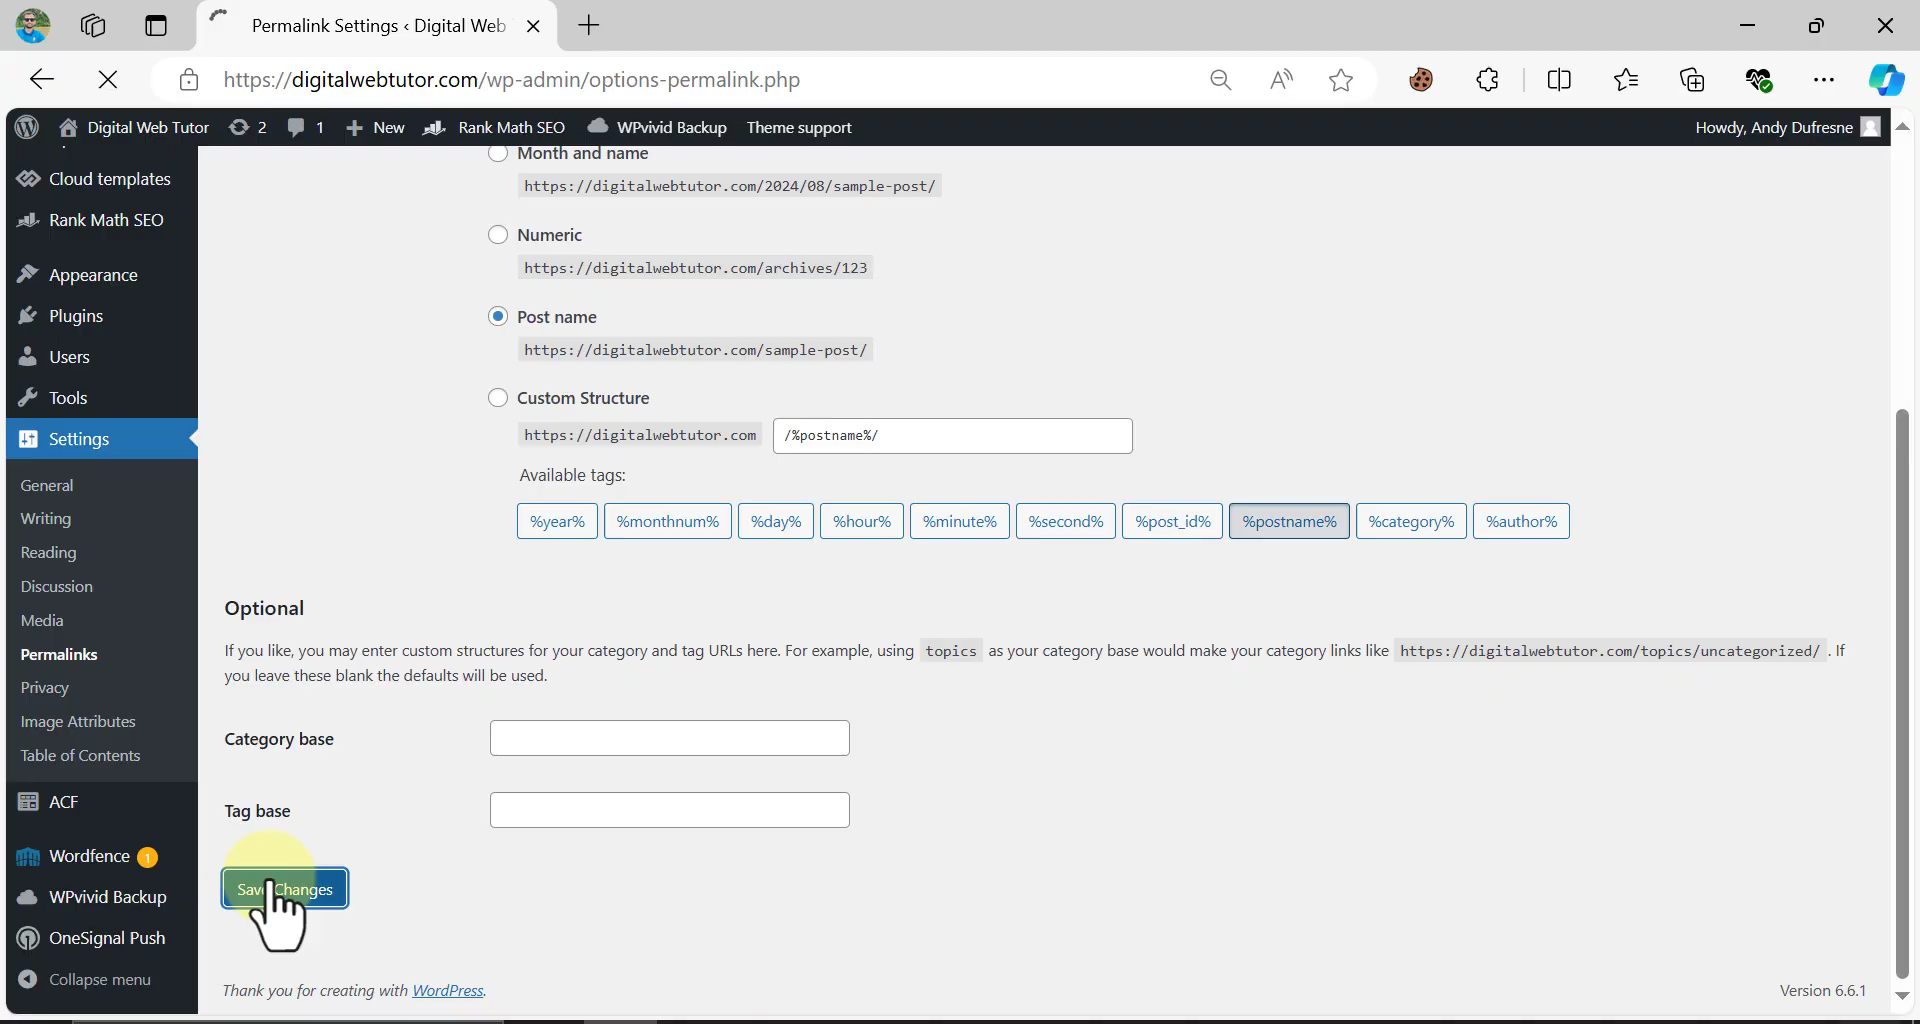 Permalink Settings ‹ Digital Web
https://digitalwebtutor.com/wp-admin/options-permalink.php
Digital Web Tutor 2 1 New Rank Math SEO WPvivid Backup Theme support Howdy, Andy Dufresne
Cloud templates
Rank Math SEO
Appearance
Plugins
Users
Tools
Settings
General
Writing
Reading
Discussion
Media
Permalinks
Privacy
Image Attributes
Table of Contents
ACF
Wordfence 1
WPvivid Backup
OneSignal Push
Collapse menu
Month and name
https://digitalwebtutor.com/2024/08/sample-post/
Numeric
https://digitalwebtutor.com/archives/123
Post name
https://digitalwebtutor.com/sample-post/
Custom Structure
https://digitalwebtutor.com /%postname%/
Available tags:
%year% %monthnum% %day% %hour% %minute% %second% %post_id% %postname% %category% %author%
Optional
If you like, you may enter custom structures for your category and tag URLs here. For example, using topics as your category base would make your category links like https://digitalwebtutor.com/topics/uncategorized/ . If
you leave these blank the defaults will be used.
Category base
Tag base
Save Changes
Thank you for creating with WordPress.
Version 6.6.1